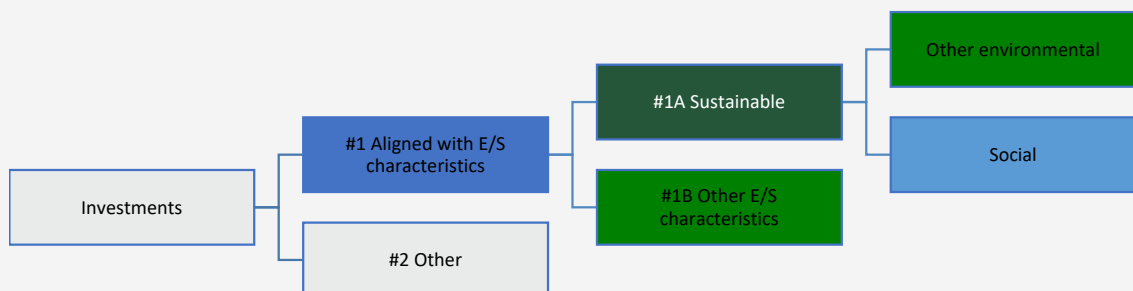 Other environmental
#1A Sustainable
#1 Aligned with E/S
characteristics
Social
Investments
#1B Other E/S
characteristics
#2 Other